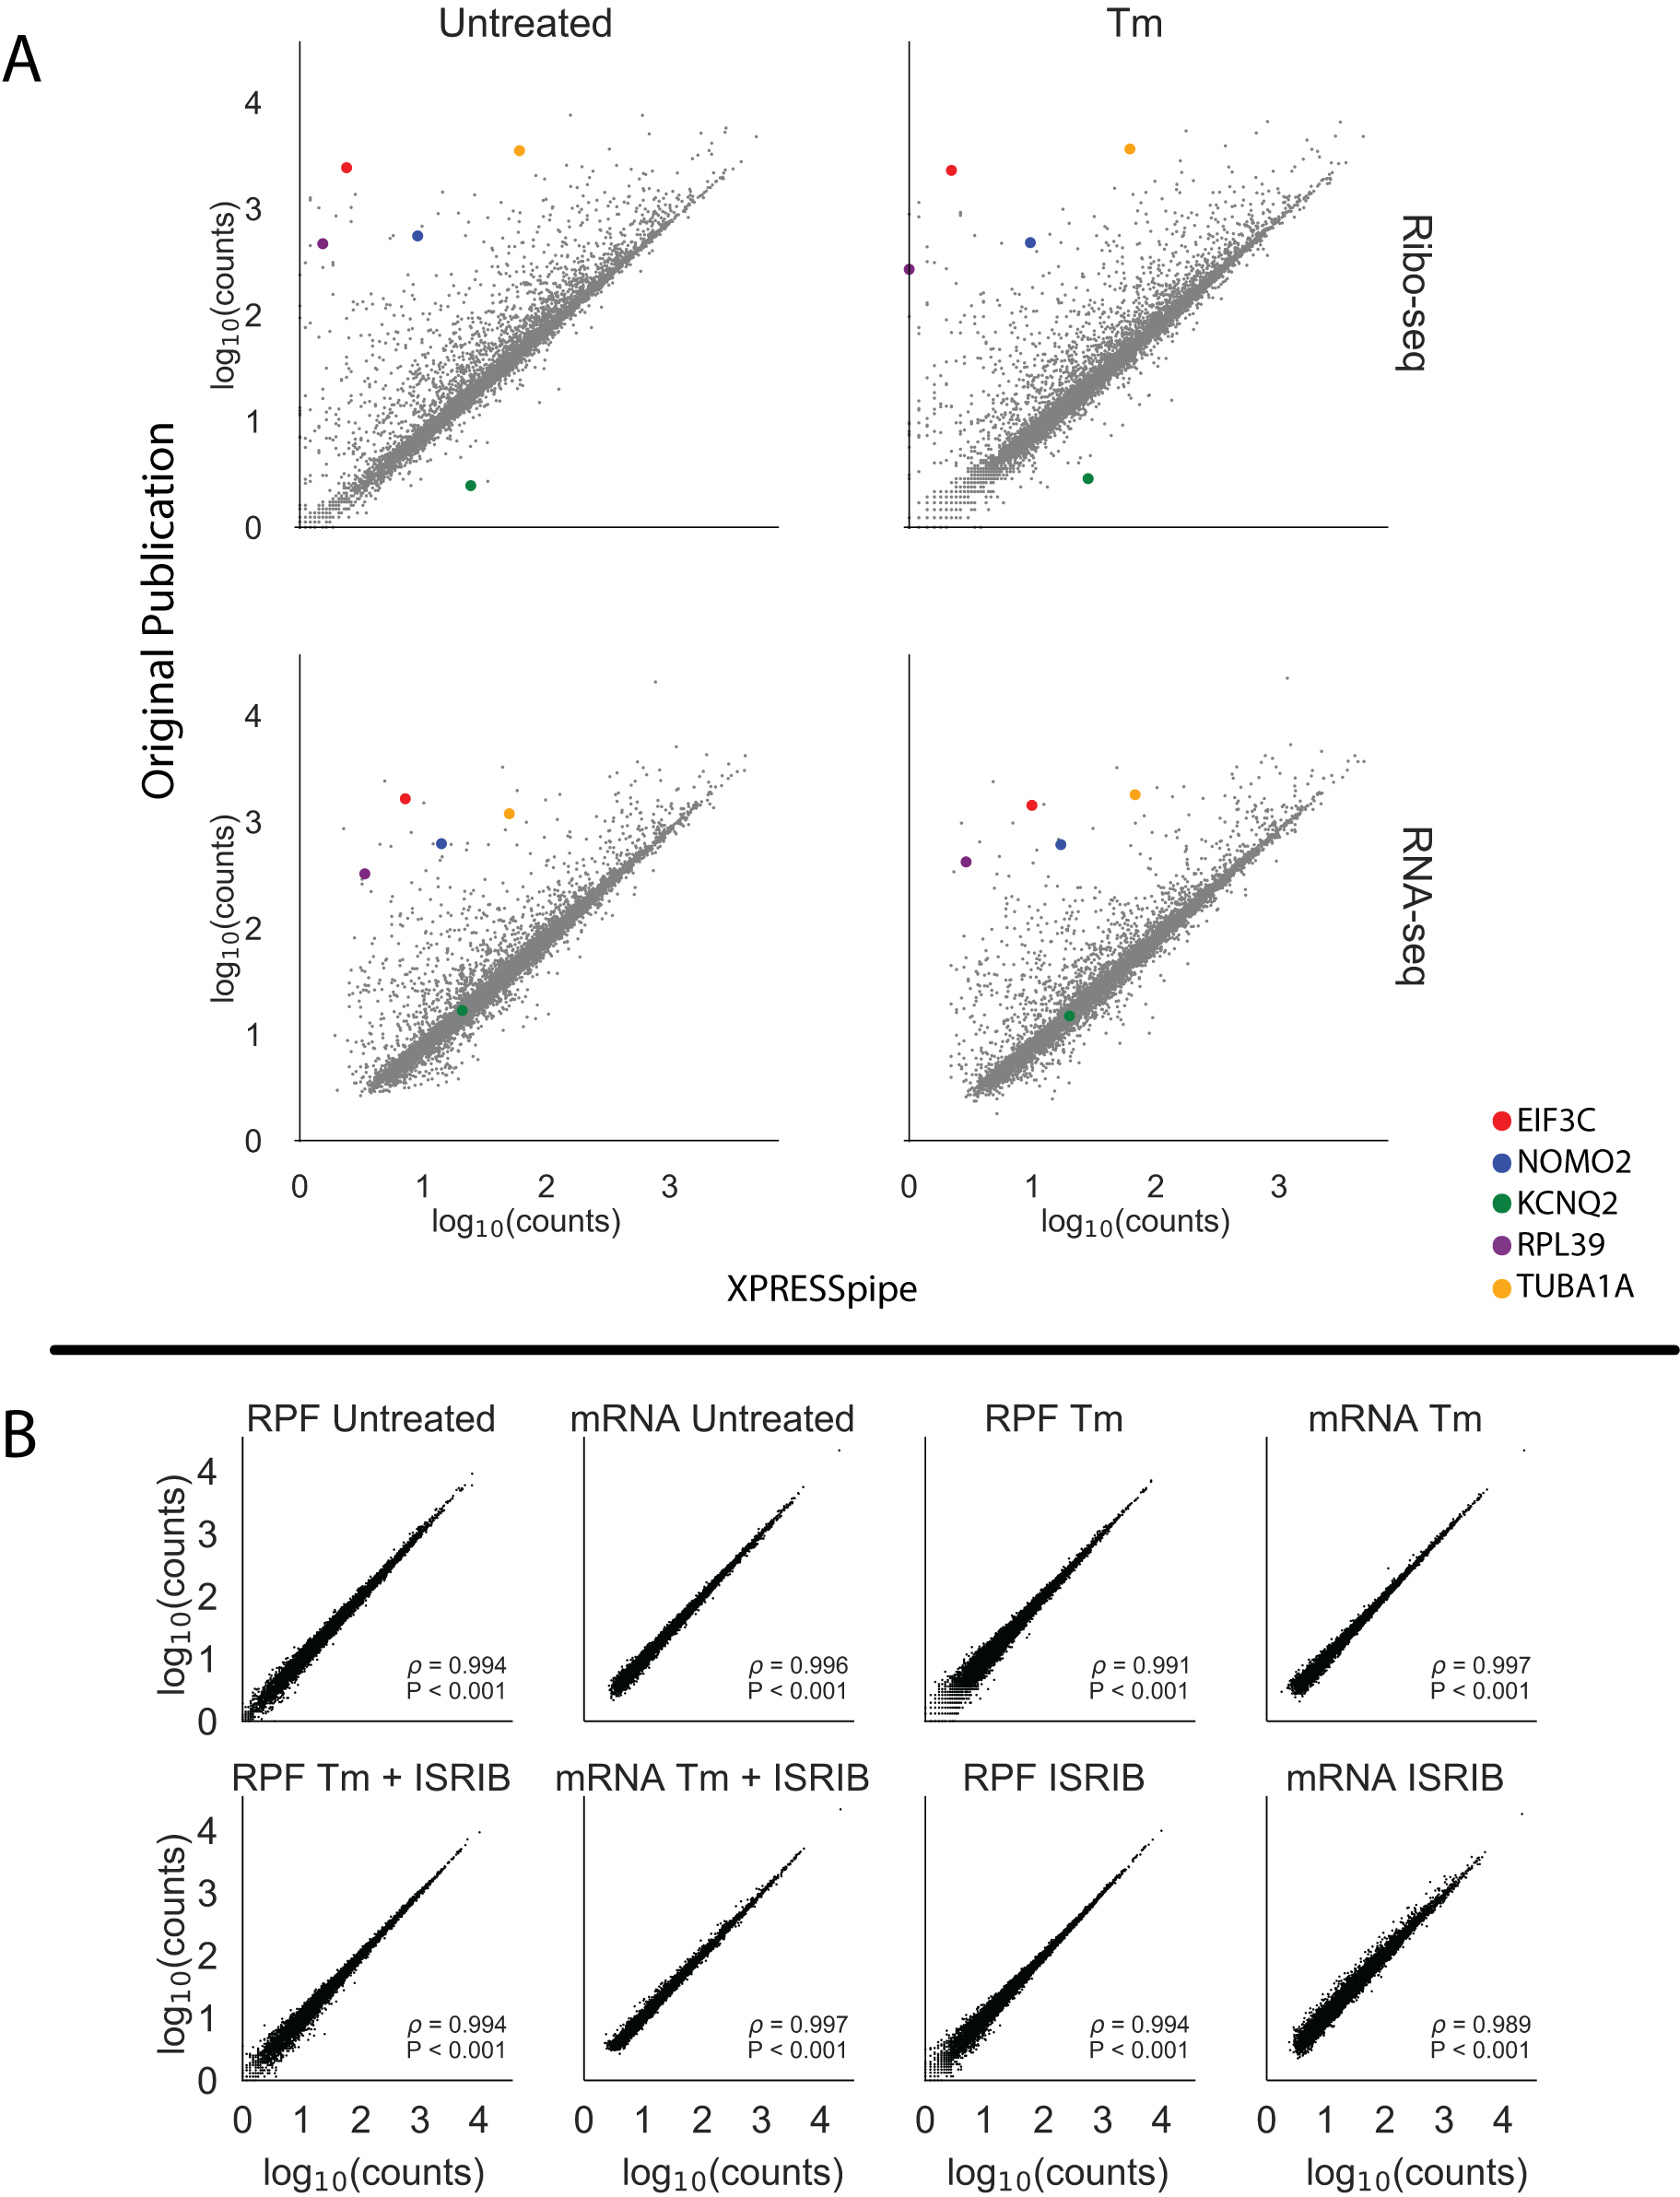 A
Untreated
Tm
4
3
2
1
0
log10(counts)
Ribo-seq
Original Publication
4
3
2
1
0
log10(counts)
RNA-seq
0 1 2 3
0 1 2 3
log10(counts)
log10(counts)
XPRESSpipe
EIF3C
NOMO2
KCNQ2
RPL39
TUBA1A
B
RPF Untreated
mRNA Untreated
RPF Tm
mRNA Tm
4
3
2
1
0
log10(counts)
ρ = 0.994
P < 0.001
ρ = 0.996
P < 0.001
ρ = 0.991
P < 0.001
ρ = 0.997
P < 0.001
RPF Tm + ISRIB
mRNA Tm + ISRIB
RPF ISRIB
mRNA ISRIB
4
3
2
1
0
log10(counts)
ρ = 0.994
P < 0.001
ρ = 0.997
P < 0.001
ρ = 0.994
P < 0.001
ρ = 0.989
P < 0.001
0 1 2 3 4
0 1 2 3 4
0 1 2 3 4
0 1 2 3 4
log10(counts)
log10(counts)
log10(counts)
log10(counts)